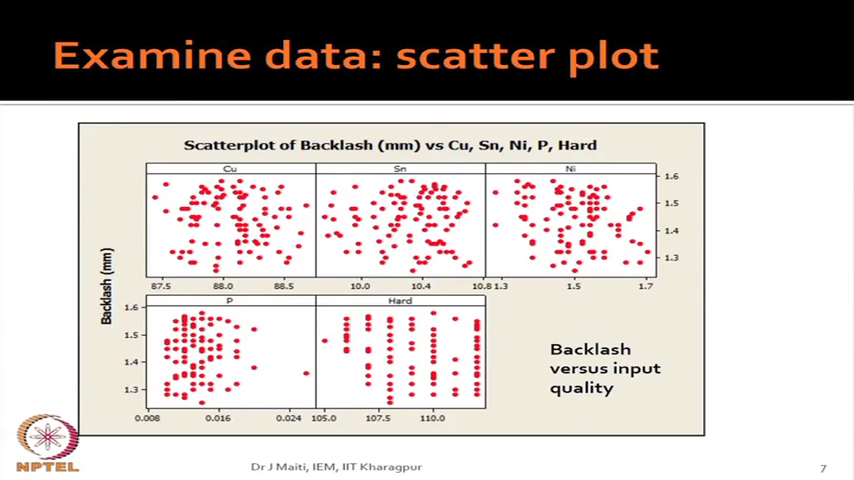 Examine data: scatter plot
Scatterplot of Backlash (mm) vs Cu, Sn, Ni, P, Hard
Cu Sn Ni
1.6
1.5
1.4
1.3
87.5 88.0 88.5 10.0 10.4 10.8 1.3 1.5 1.7
Backlash (mm)
P Hard
1.6
1.5
1.4
1.3
0.008 0.016 0.024 105.0 107.5 110.0
Backlash
versus input
quality
NPTEL
Dr J Maiti, IEM, IIT Kharagpur
7